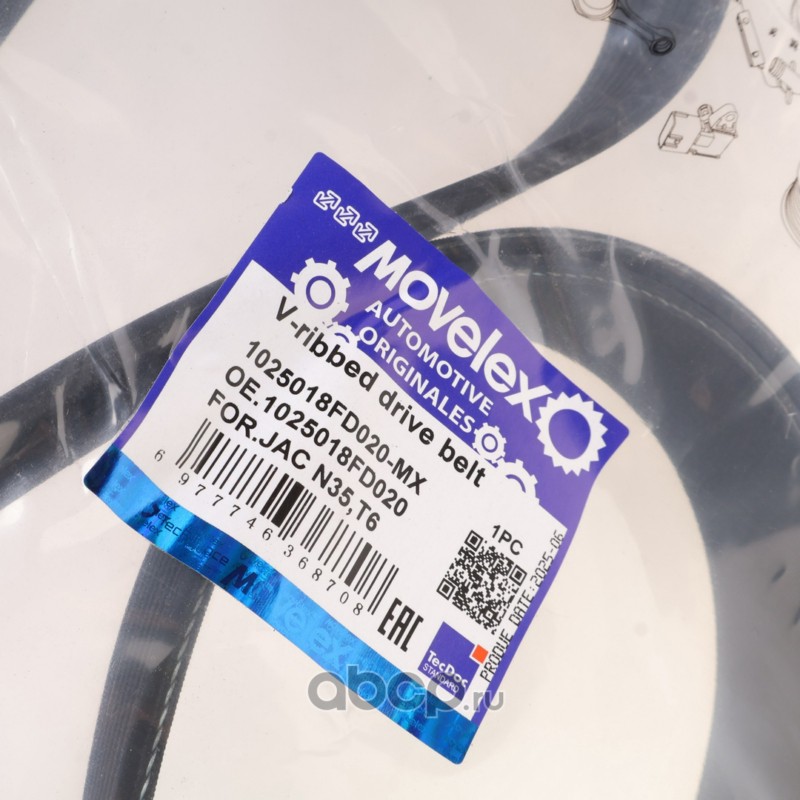 Movelex
AUTOMOTIVE
ORIGINALES
V-ribbed drive belt
1025018FD020-MX
OE.1025018FD020
FOR.JAC N35,T6
6 977746 368708
EAC
1PC
PRODUE DATE:2025-06
TecDoc
STANDARD
abcp.ru